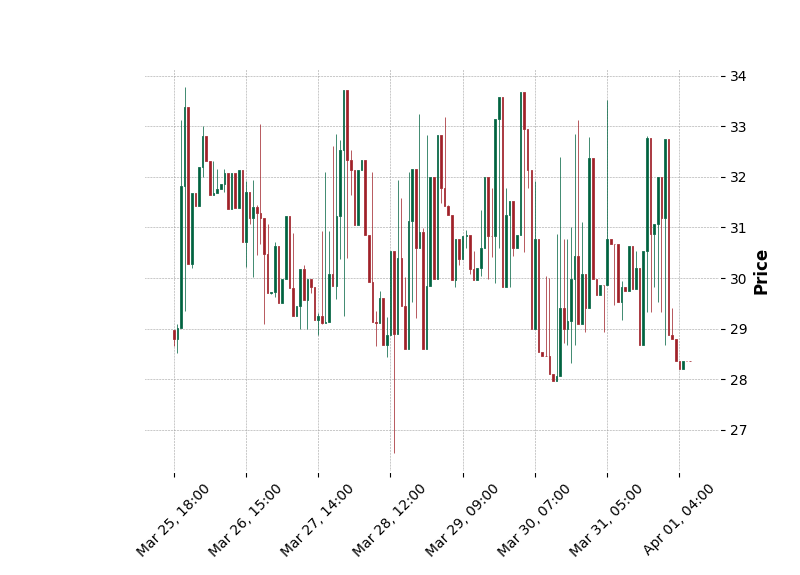 34
33
32
31
30
29
28
27
Price
Mar 25, 18:00
Mar 26, 15:00
Mar 27, 14:00
Mar 28, 12:00
Mar 29, 09:00
Mar 30, 07:00
Mar 31, 05:00
Apr 01, 04:00